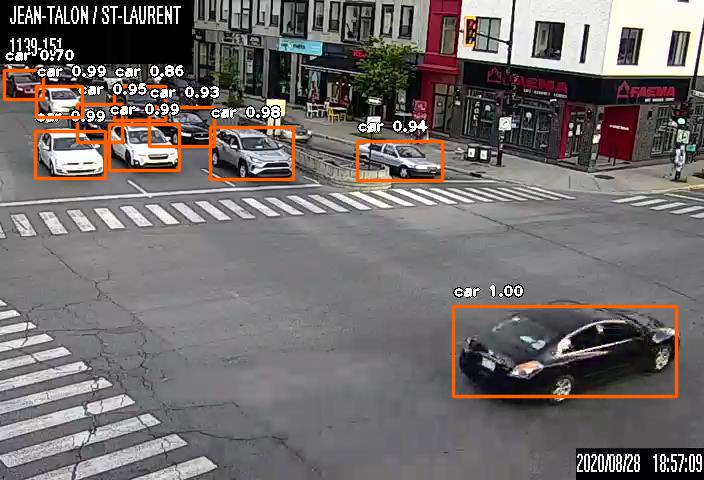 JEAN-TALON / ST-LAURENT
1139-151
car 0.70
car 0.99 car 0.86
car 0.95 car 0.93
car 0.99 car 0.99 car 0.98
car 0.94
FAEMA
FAEMA
car 1.00
2020/08/28 18:57:09